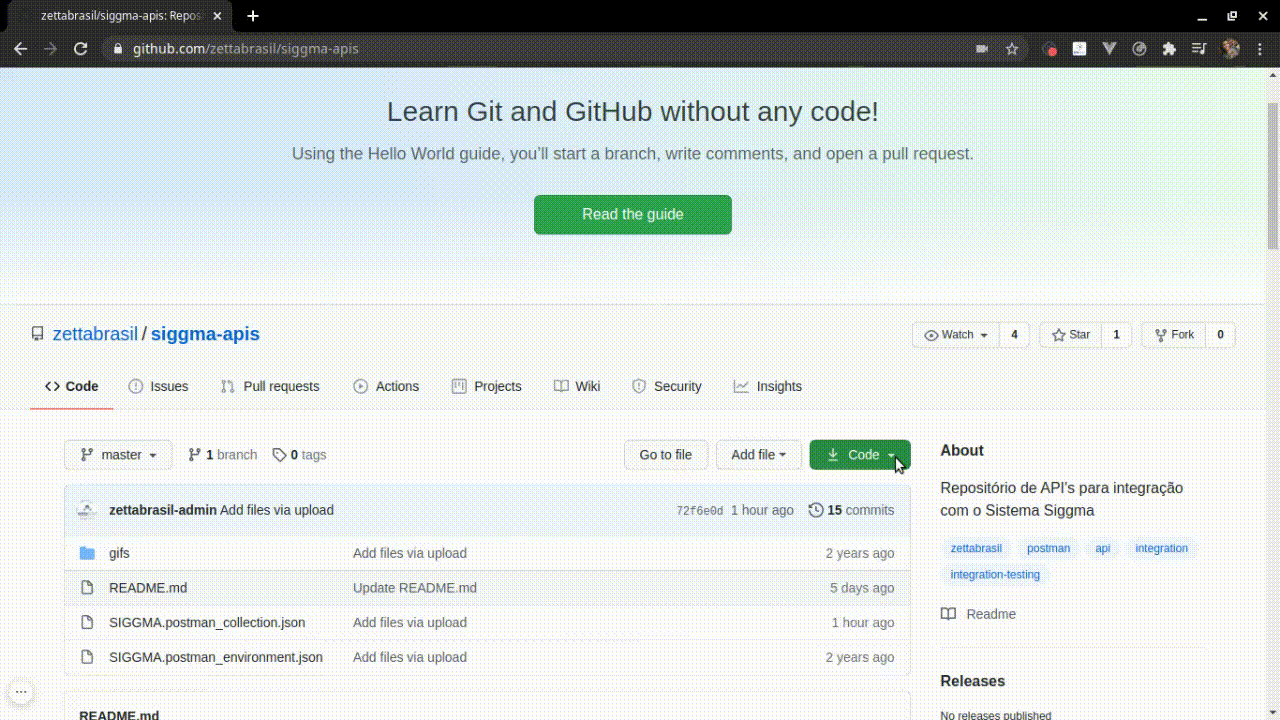 zettabrasil/siggma-apis: Repos
github.com/zettabrasil/siggma-apis
Learn Git and GitHub without any code!
Using the Hello World guide, you'll start a branch, write comments, and open a pull request.
Read the guide
zettabrasil / siggma-apis
Watch 4 Star 1 Fork 0
Code Issues Pull requests Actions Projects Wiki Security Insights
master 1 branch 0 tags Go to file Add file Code
zettabrasil-admin Add files via upload 72f6e0d 1 hour ago 15 commits
gifs Add files via upload 2 years ago
README.md Update README.md 5 days ago
SIGGMA.postman_collection.json Add files via upload 1 hour ago
SIGGMA.postman_environment.json Add files via upload 2 years ago
README.md
About
Repositório de API's para integração
com o Sistema Siggma
zettabrasil postman api integration
integration-testing
Readme
Releases
No releases published